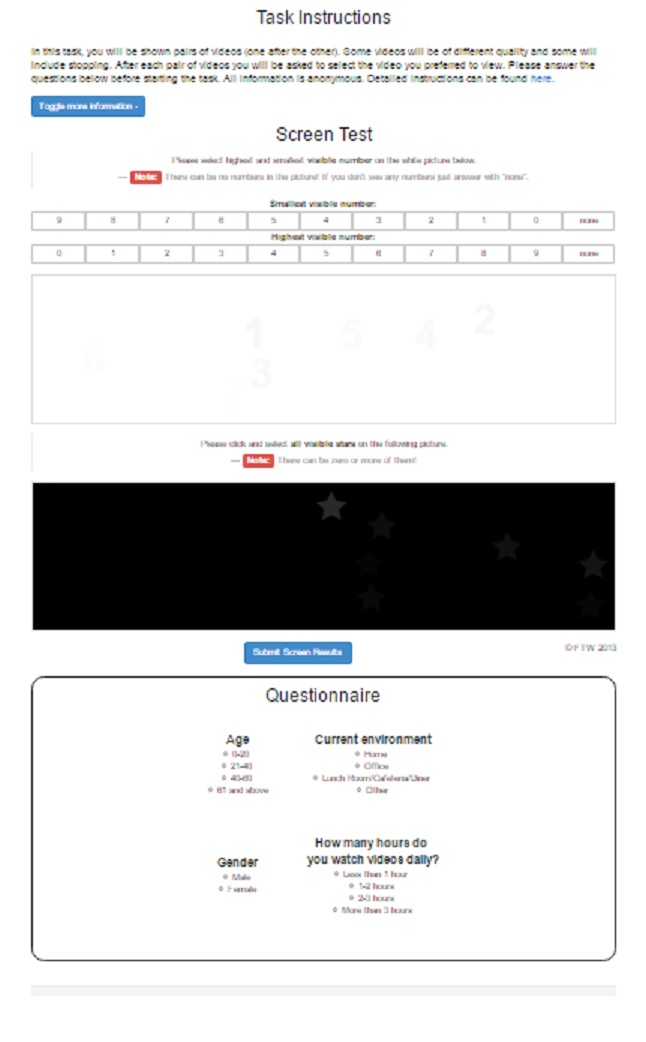 Task Instructions
In this task, you will be shown pairs of videos (one after the other). Some videos will be of different quality and some will
include stopping. After each pair of videos you will be asked to select the video you preferred to view. Please answer the
questions below before starting the task. All information is anonymous. Detailed instructions can be found here.
Toggle more information -
Screen Test
Please select highest and smallest visible number on the white picture below.
— Note: There can be no numbers in the picture! If you don't see any numbers just answer with "none".
Smallest visible number:
9 8 7 6 5 4 3 2 1 0 none
Highest visible number:
0 1 2 3 4 5 6 7 8 9 none
1 5 4 2
6 3
7
Please click and select all visible stars on the following picture.
— Note: There can be zero or more of them!
Submit Screen Results
© FTW 2013
Questionnaire
Age
0-20
21-40
40-60
61 and above
Current environment
Home
Office
Lunch Room/Cafeteria/Diner
Other
Gender
Male
Female
How many hours do
you watch videos daily?
Less than 1 hour
1-2 hours
2-3 hours
More than 3 hours